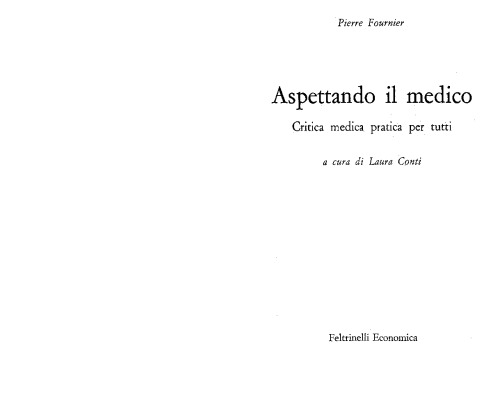 Pierre Fournier
Aspettando il medico
Critica medica pratica per tutti
a cura di Laura Conti
Feltrinelli Economica